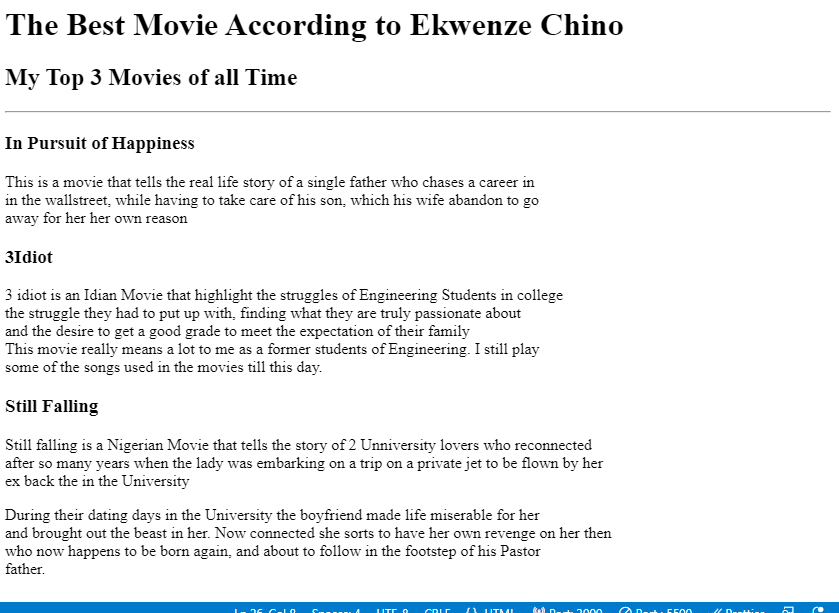 The Best Movie According to Ekwenze Chino
My Top 3 Movies of all Time
In Pursuit of Happiness
This is a movie that tells the real life story of a single father who chases a career in
in the wallstreet, while having to take care of his son, which his wife abandon to go
away for her her own reason
3Idiot
3 idiot is an Idian Movie that highlight the struggles of Engineering Students in college
the struggle they had to put up with, finding what they are truly passionate about
and the desire to get a good grade to meet the expectation of their family
This movie really means a lot to me as a former students of Engineering. I still play
some of the songs used in the movies till this day.
Still Falling
Still falling is a Nigerian Movie that tells the story of 2 Unniversity lovers who reconnected
after so many years when the lady was embarking on a trip on a private jet to be flown by her
ex back the in the University
During their dating days in the University the boyfriend made life miserable for her
and brought out the beast in her. Now connected she sorts to have her own revenge on her then
who now happens to be born again, and about to follow in the footstep of his Pastor
father.
Ln 26, Col 8 Spaces: 4 UTF-8 CRLF {} HTML Port: 3000 Port : 5500 Prettier